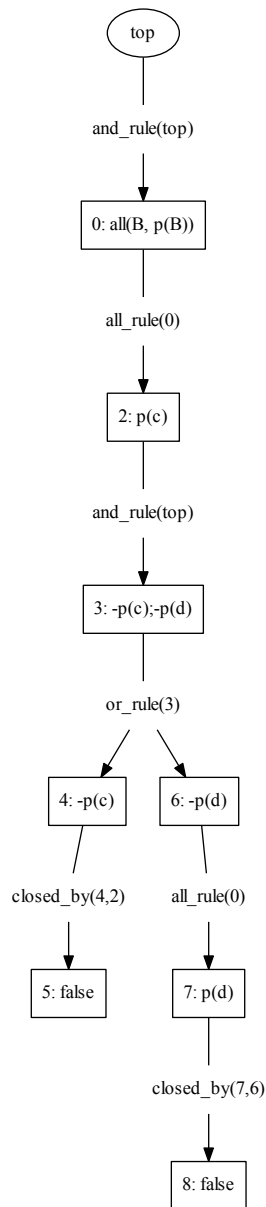 top
and_rule(top)
0: all(B, p(B))
all_rule(0)
2: p(c)
and_rule(top)
3: -p(c);-p(d)
or_rule(3)
4: -p(c)
6: -p(d)
closed_by(4,2)
all_rule(0)
5: false
7: p(d)
closed_by(7,6)
8: false